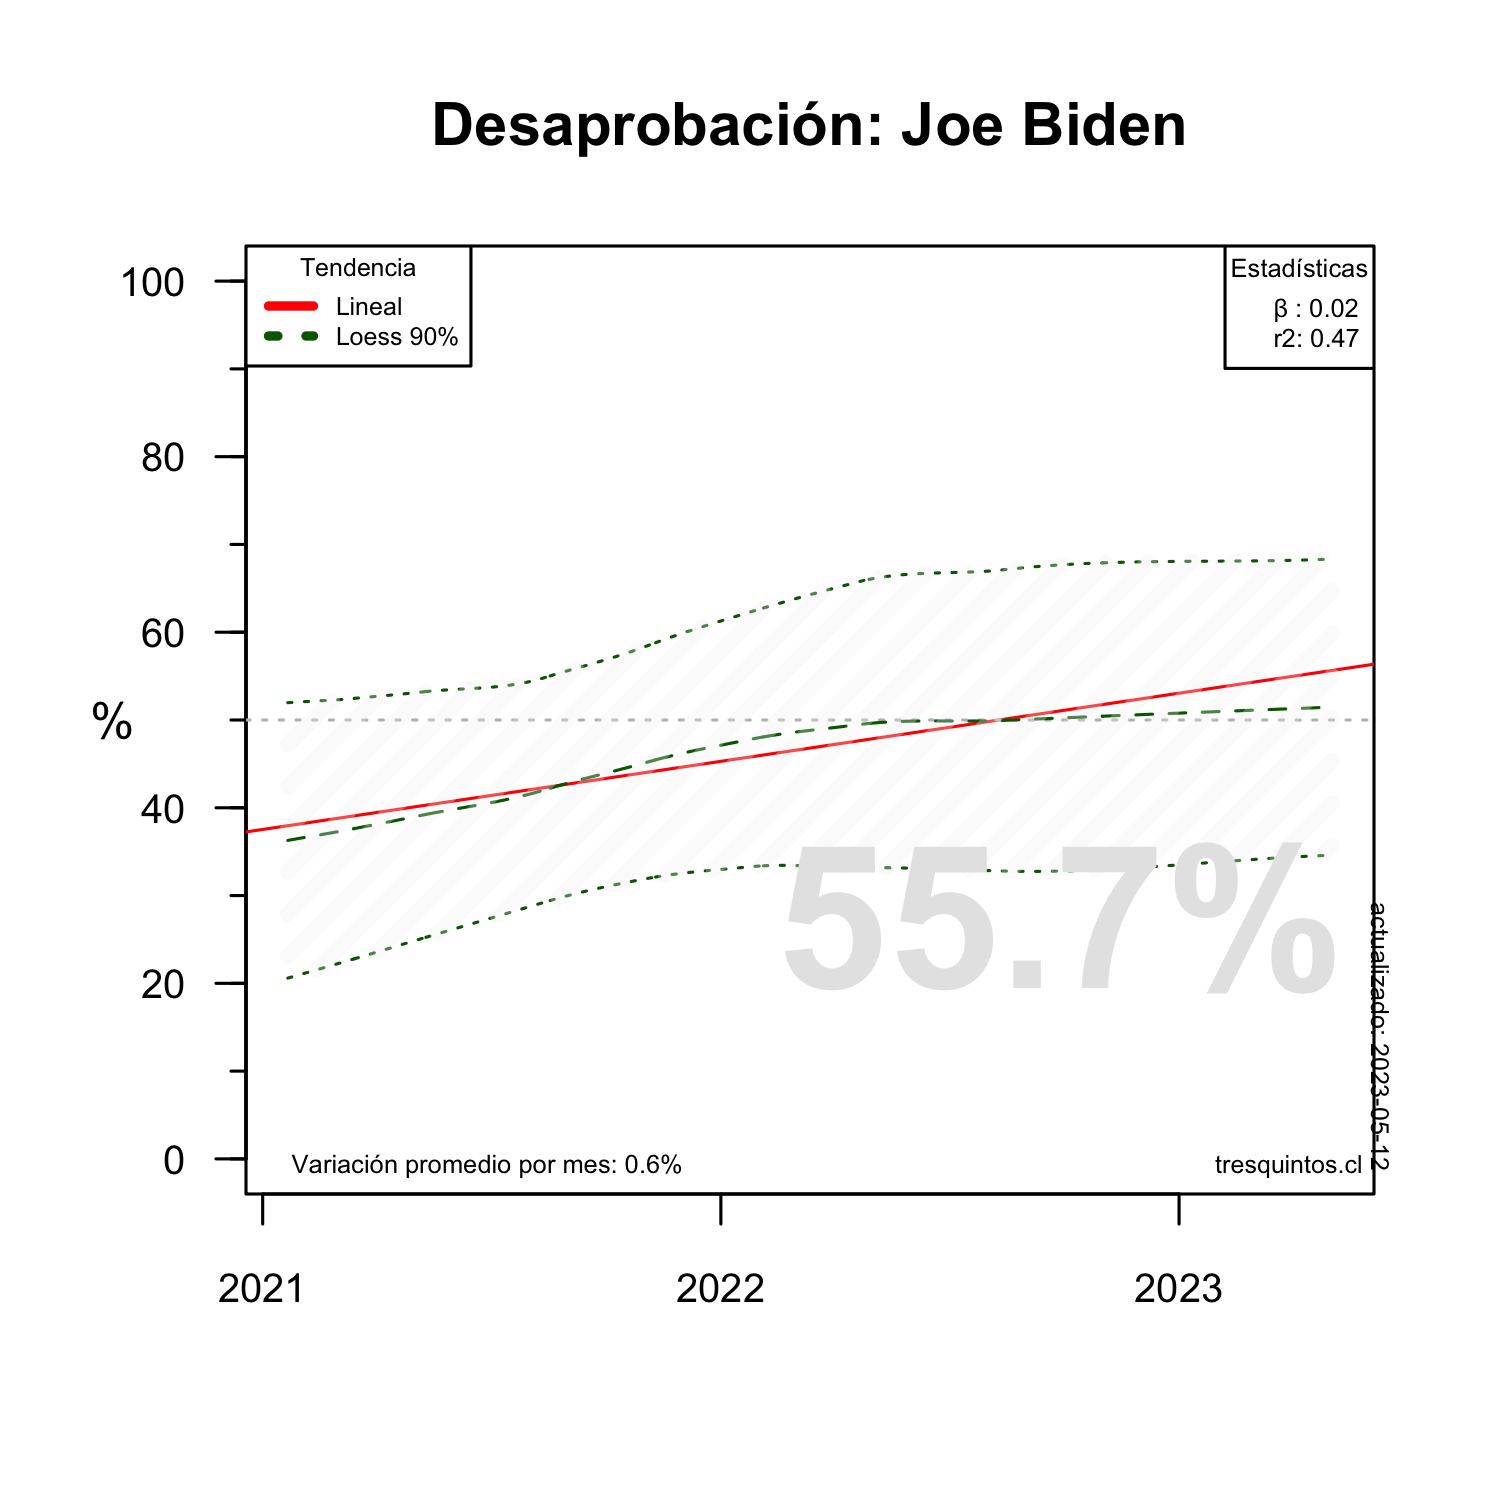 Desaprobación: Joe Biden
Tendencia
Lineal
Loess 90%
Estadísticas
β : 0.02
r2: 0.47
100
80
60
%
40
20
0
55.7%
actualizado: 2023-05-12
Variación promedio por mes: 0.6%
tresquintos.cl
2021
2022
2023